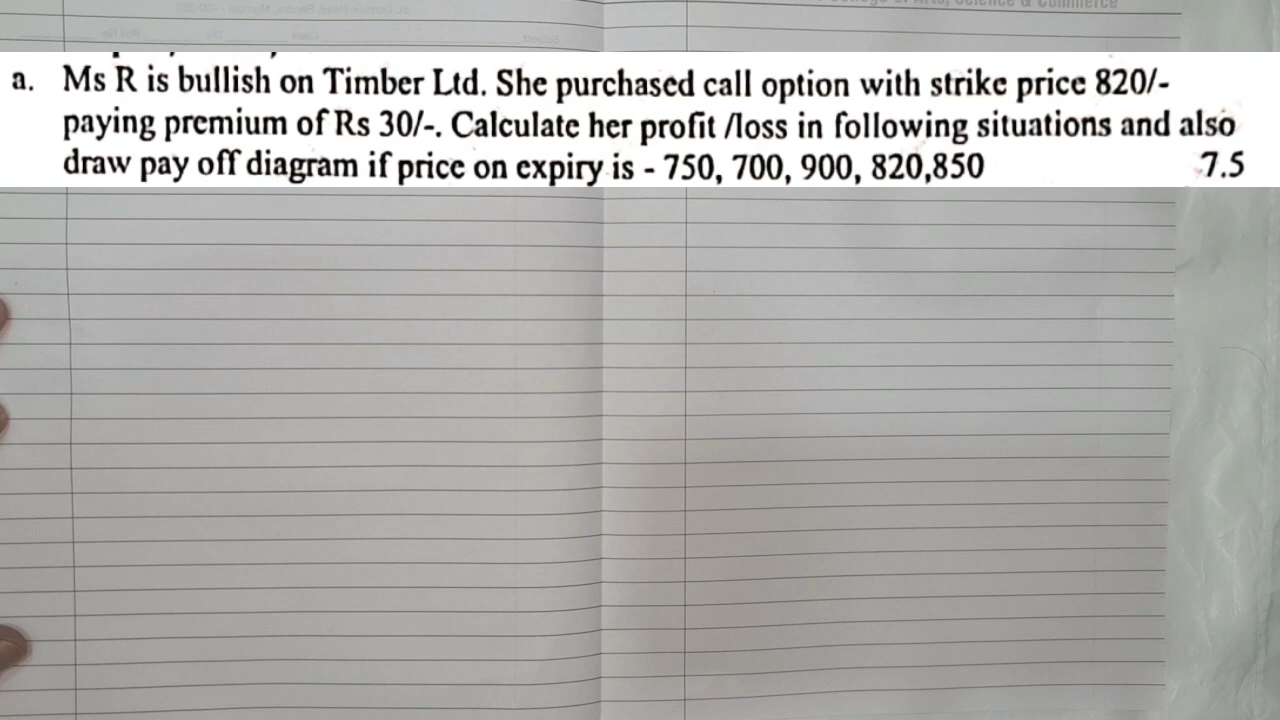 a. Ms R is bullish on Timber Ltd. She purchased call option with strike price 820/-
paying premium of Rs 30/-. Calculate her profit /loss in following situations and also
draw pay off diagram if price on expiry is - 750, 700, 900, 820,850 7.5